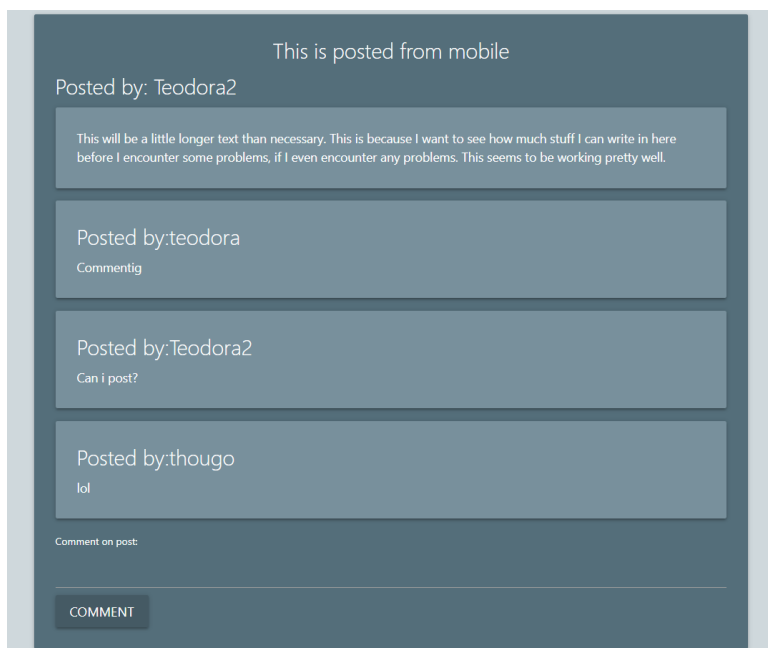 This is posted from mobile
Posted by: Teodora2
This will be a little longer text than necessary. This is because I want to see how much stuff I can write in here
before I encounter some problems, if I even encounter any problems. This seems to be working pretty well.
Posted by:teodora
Commentig
Posted by:Teodora2
Can i post?
Posted by:thougo
lol
Comment on post:
COMMENT